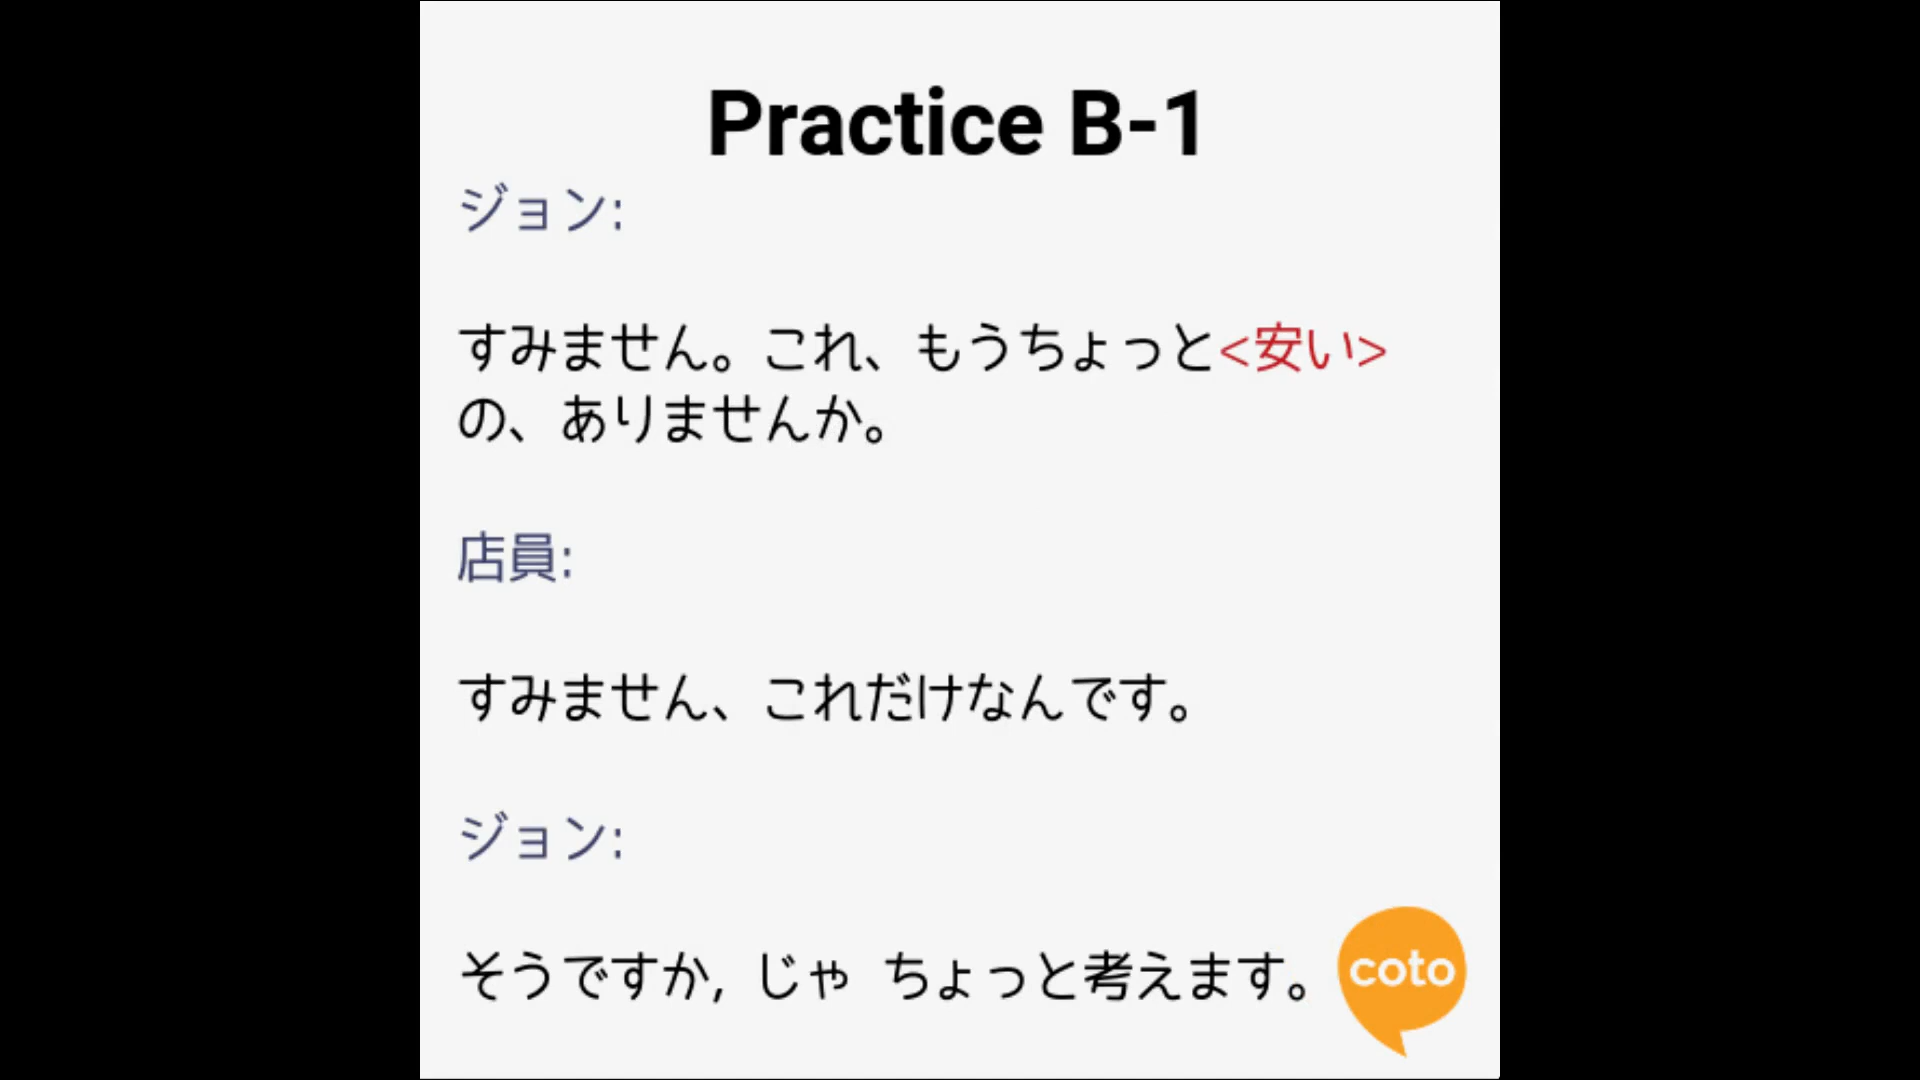 Practice B-1
ジョン:
すみません。これ、もうちょっと<安い>
の、ありませんか。
店員:
すみません、これだけなんです。
ジョン:
そうですか, じゃ ちょっと考えます。
coto